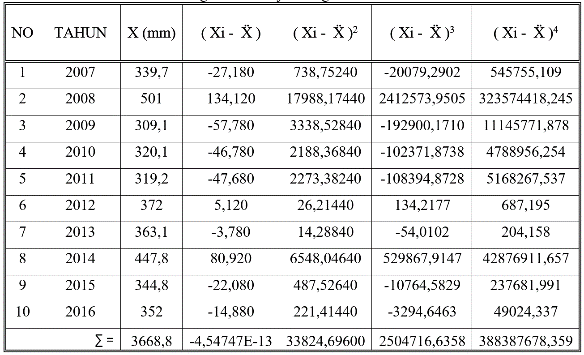 NO TAHUN X (mm) ( Xi - Ẍ ) ( Xi - Ẍ )² ( Xi - Ẍ )³ ( Xi - Ẍ )⁴
1 2007 339,7 -27,180 738,75240 -20079,2902 545755,109
2 2008 501 134,120 17988,17440 2412573,9505 323574418,245
3 2009 309,1 -57,780 3338,52840 -192900,1710 11145771,878
4 2010 320,1 -46,780 2188,36840 -102371,8738 4788956,254
5 2011 319,2 -47,680 2273,38240 -108394,8728 5168267,537
6 2012 372 5,120 26,21440 134,2177 687,195
7 2013 363,1 -3,780 14,28840 -54,0102 204,158
8 2014 447,8 80,920 6548,04640 529867,9147 42876911,657
9 2015 344,8 -22,080 487,52640 -10764,5829 237681,991
10 2016 352 -14,880 221,41440 -3294,6463 49024,337
∑ = 3668,8 -4,54747E-13 33824,69600 2504716,6358 388387678,359